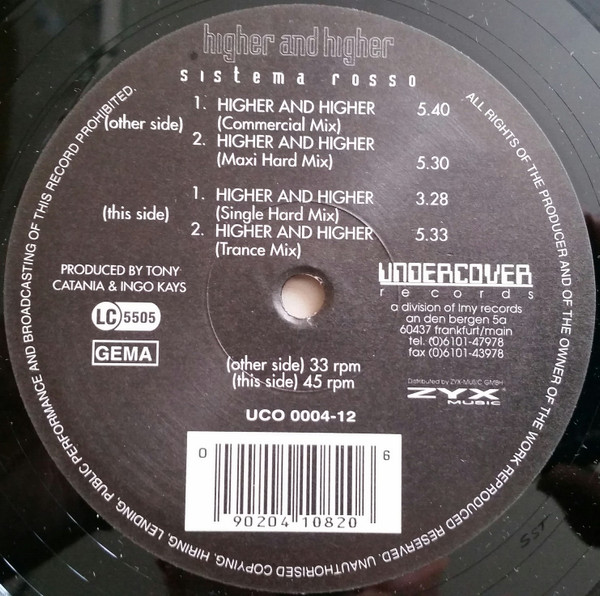 higher and higher
sistema rosso
(other side)
1. HIGHER AND HIGHER 5.40
(Commercial Mix)
2. HIGHER AND HIGHER
(Maxi Hard Mix) 5.30
(this side)
1. HIGHER AND HIGHER 3.28
(Single Hard Mix)
2. HIGHER AND HIGHER 5.33
(Trance Mix)
PRODUCED BY TONY
CATANIA & INGO KAYS
LC 5505
GEMA
UNDERCOVER
records
a division of lmy records
an den bergen 5a
60437 frankfurt/main
tel. (0)6101-47978
fax (0)6101-43978
Distributed by ZYX-MUSIC GMBH
ZYX
MUSIC
(other side) 33 rpm
(this side) 45 rpm
UCO 0004-12
0 90204 10820 6
ALL RIGHTS OF THE PRODUCER AND OF THE OWNER OF THE WORK REPRODUCED RESERVED. UNAUTHORISED COPYING, HIRING, LENDING, PUBLIC PERFORMANCE AND BROADCASTING OF THIS RECORD PROHIBITED.